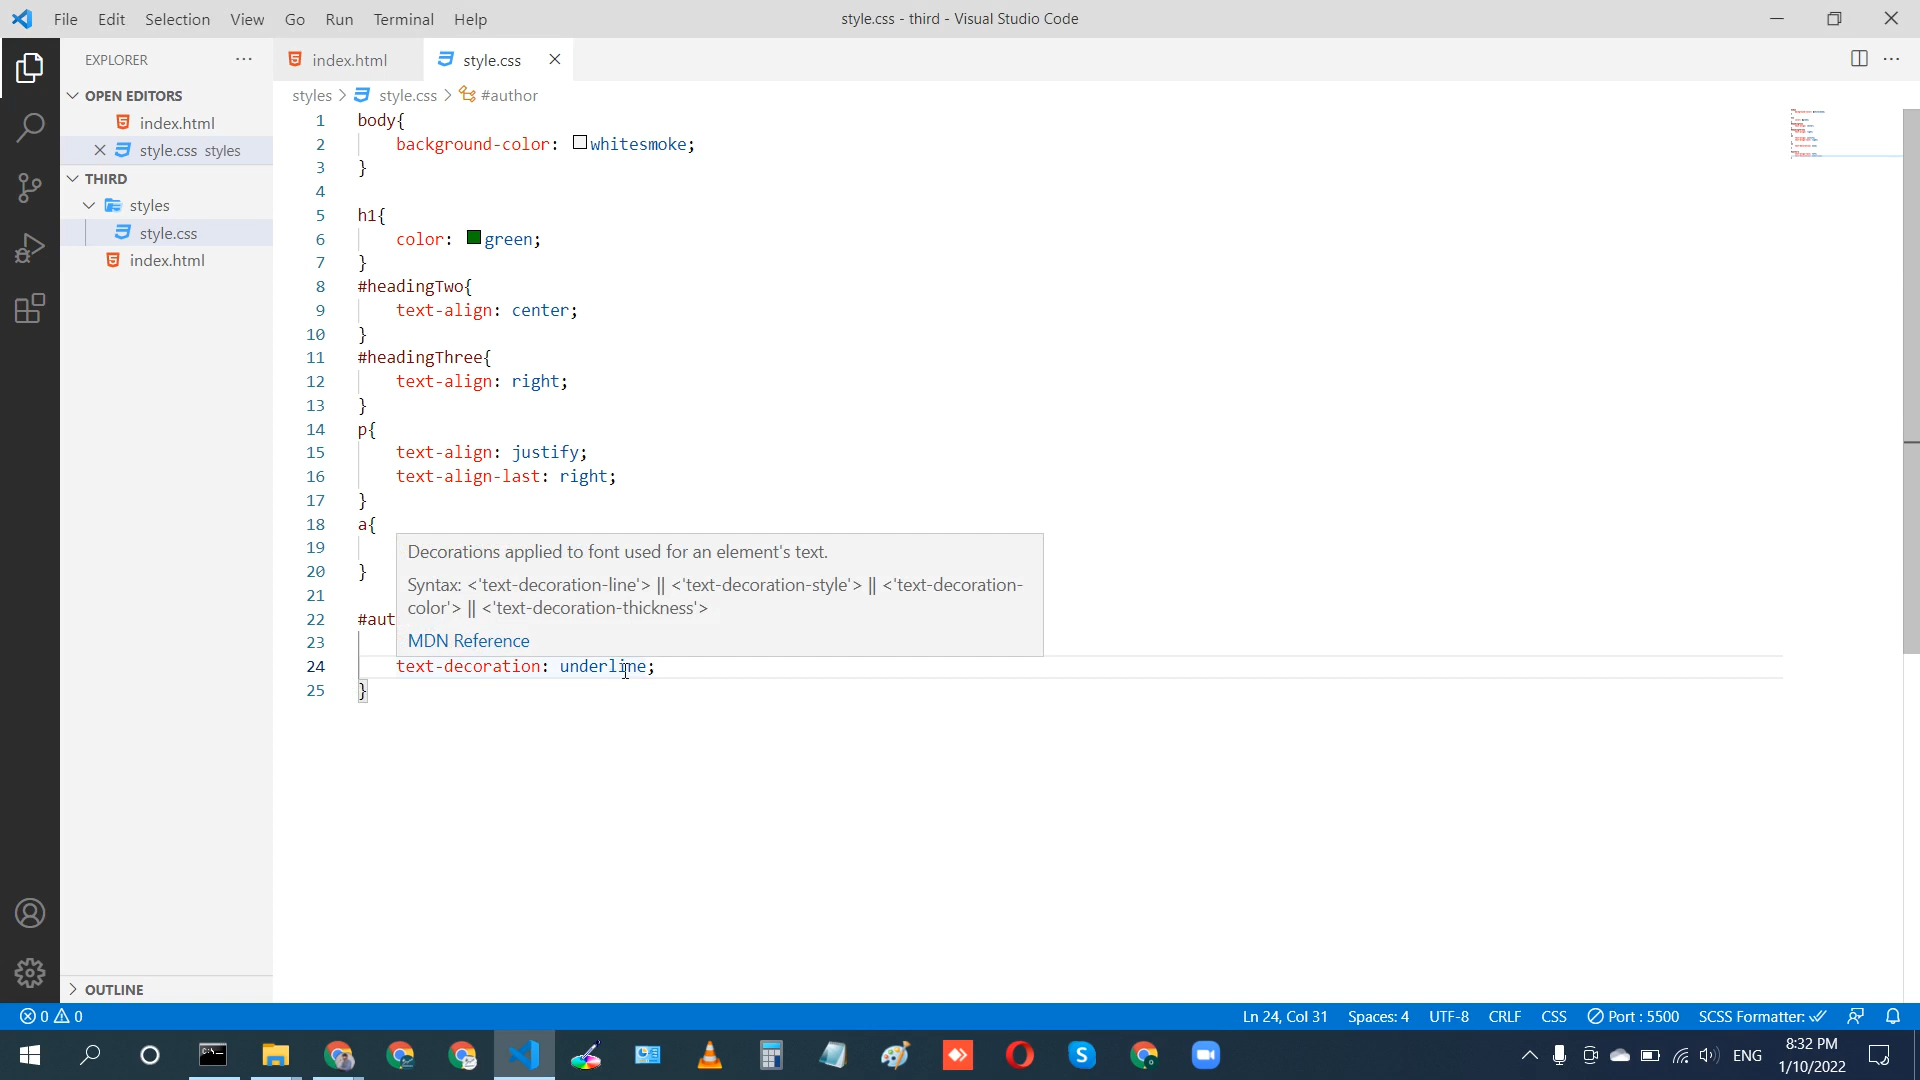 File Edit Selection View Go Run Terminal Help
style.css - third - Visual Studio Code
EXPLORER
index.html
style.css
OPEN EDITORS
index.html
style.css styles
THIRD
styles
style.css
index.html
OUTLINE
styles > style.css > #author
1 body{
2 background-color: whitesmoke;
3 }
4
5 h1{
6 color: green;
7 }
8 #headingTwo{
9 text-align: center;
10 }
11 #headingThree{
12 text-align: right;
13 }
14 p{
15 text-align: justify;
16 text-align-last: right;
17 }
18 a{
19
20 }
21
22 #aut
23
Decorations applied to font used for an element's text.
Syntax: <'text-decoration-line'> || <'text-decoration-style'> || <'text-decoration-
color'> || <'text-decoration-thickness'>
MDN Reference
24 text-decoration: underline;
25 }
0 0
Ln 24, Col 31 Spaces: 4 UTF-8 CRLF CSS Port : 5500 SCSS Formatter:
ENG
8:32 PM
1/10/2022